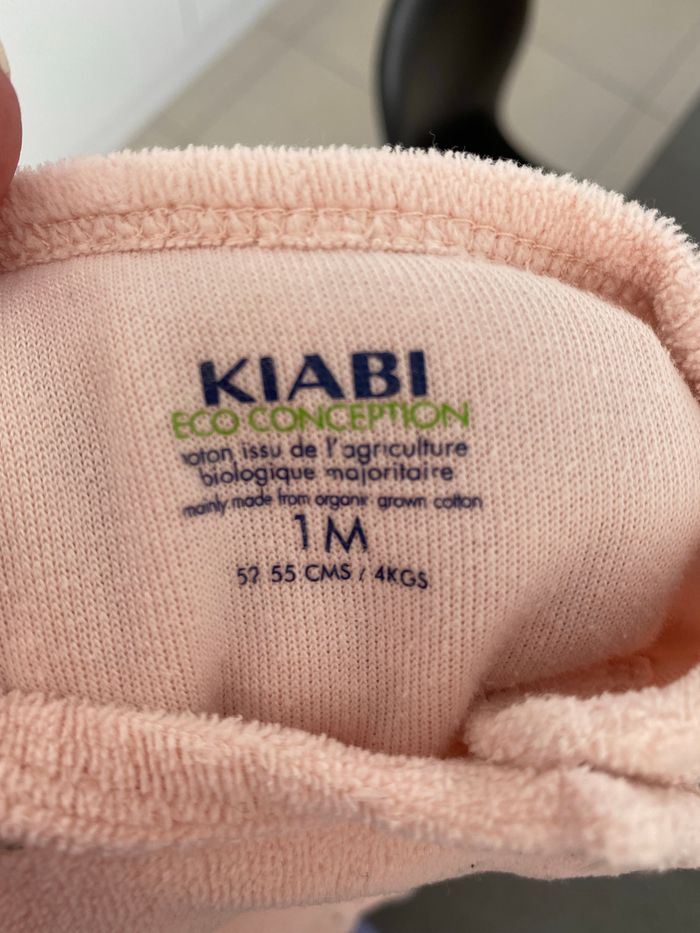 KIABI
ECO CONCEPTION
coton issu de l'agriculture
biologique majoritaire
mainly made from organic grown cotton
1M
52 55 CMS / 4KGS